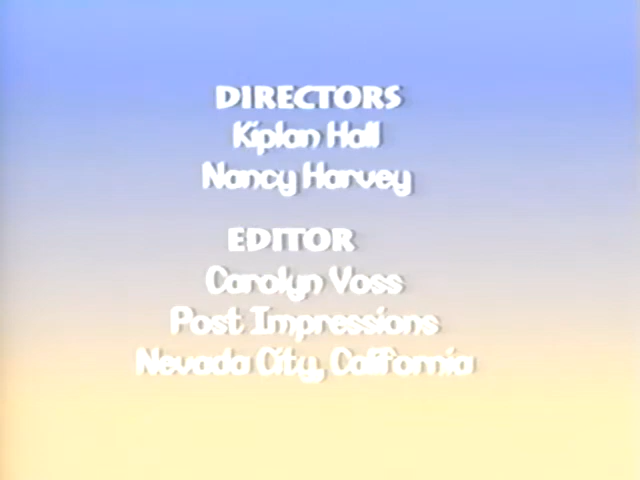 DIRECTORS
Kiplan Hall
Nancy Harvey
EDITOR
Carolyn Voss
Post Impressions
Nevada City, California